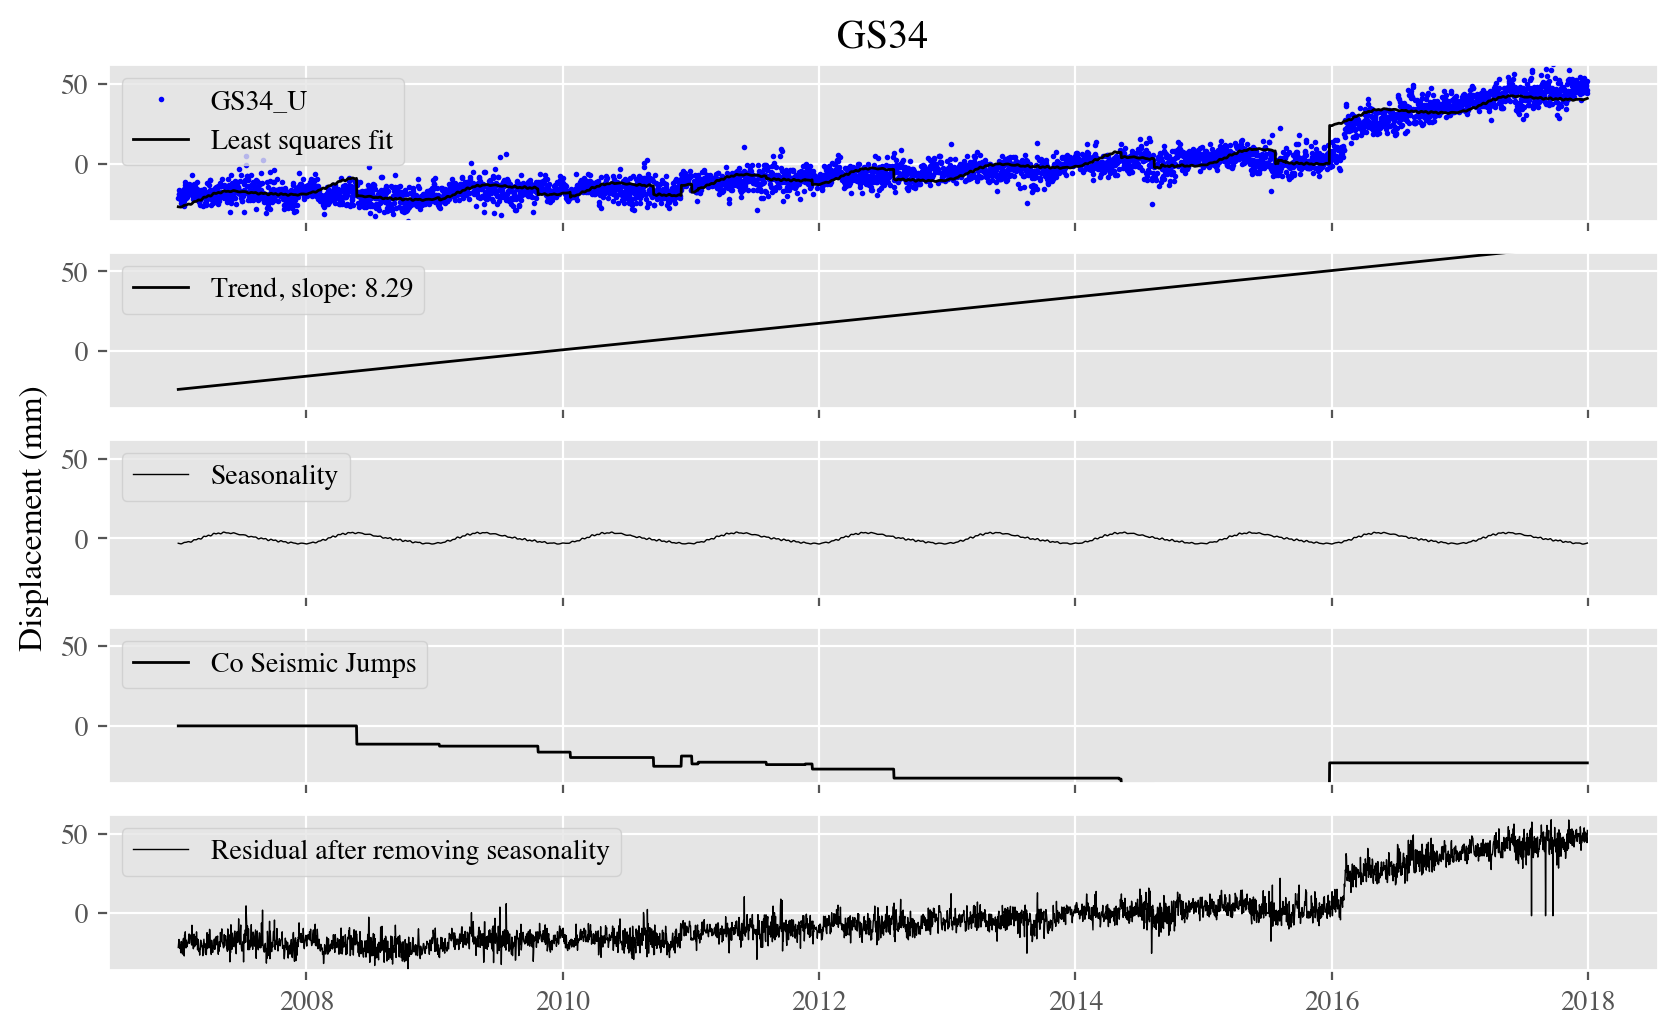 GS34
50
0
GS34_U
Least squares fit
50
0
Trend, slope: 8.29
Displacement (mm)
50
0
Seasonality
50
0
Co Seismic Jumps
50
0
Residual after removing seasonality
2008 2010 2012 2014 2016 2018